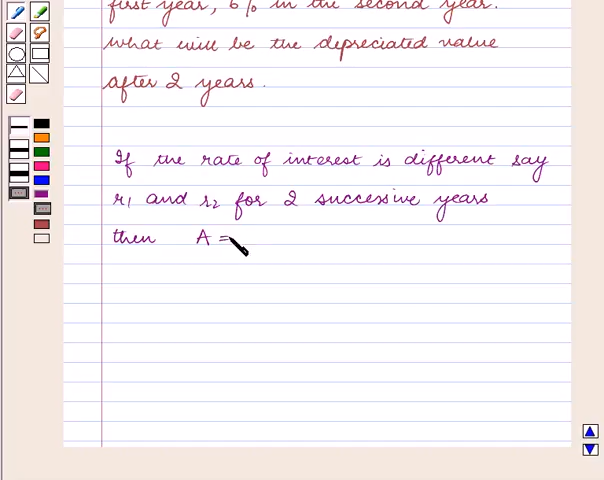 first year, 6% in the second year.
What will be the depreciated value
after 2 years.
If the rate of interest is different say
r1 and r2 for 2 successive years
then A =